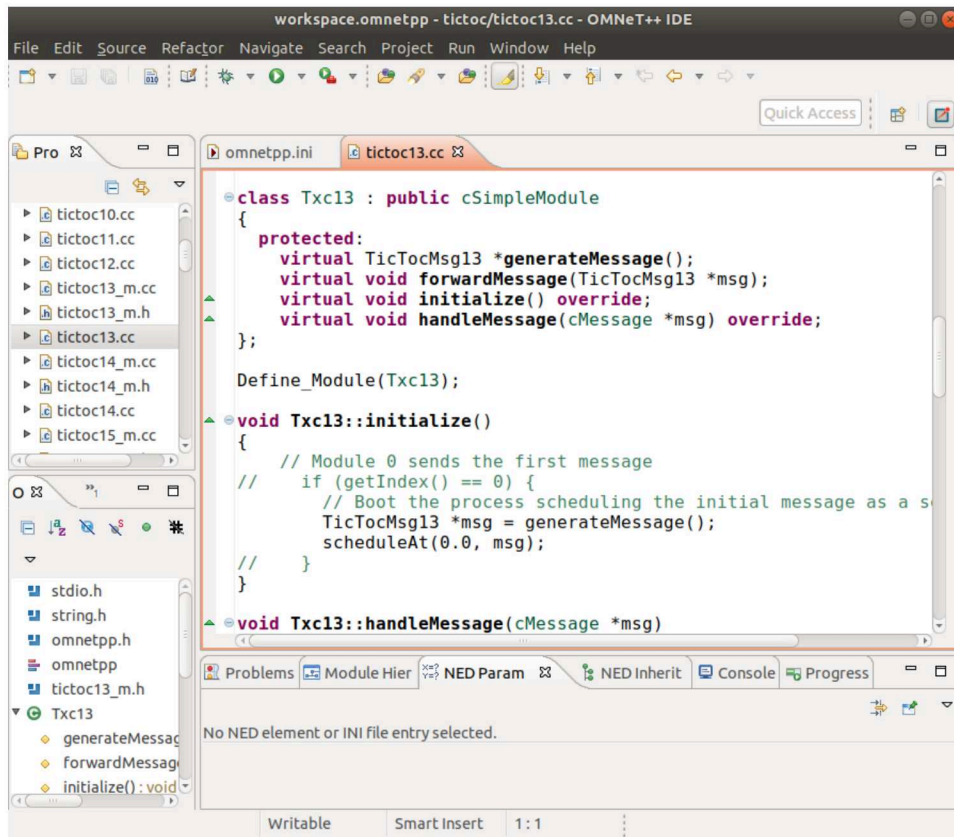 workspace.omnetpp - tictoc/tictoc13.cc - OMNeT++ IDE
File Edit Source Refactor Navigate Search Project Run Window Help
010
Quick Access
Pro
omnetpp.ini
tictoc13.cc
tictoc10.cc
tictoc11.cc
tictoc12.cc
tictoc13_m.cc
tictoc13_m.h
tictoc13.cc
tictoc14_m.cc
tictoc14_m.h
tictoc14.cc
tictoc15_m.cc
class Txc13 : public cSimpleModule
{
protected:
virtual TicTocMsg13 *generateMessage();
virtual void forwardMessage(TicTocMsg13 *msg);
virtual void initialize() override;
virtual void handleMessage(cMessage *msg) override;
};
Define_Module(Txc13);
void Txc13::initialize()
{
// Module 0 sends the first message
// if (getIndex() == 0) {
// Boot the process scheduling the initial message as a s
TicTocMsg13 *msg = generateMessage();
scheduleAt(0.0, msg);
// }
}
void Txc13::handleMessage(cMessage *msg)
O
»1
stdio.h
string.h
omnetpp.h
omnetpp
tictoc13_m.h
Txc13
generateMessag
forwardMessag
initialize() : void
Problems Module Hier NED Param NED Inherit Console Progress
No NED element or INI file entry selected.
Writable Smart Insert 1 : 1